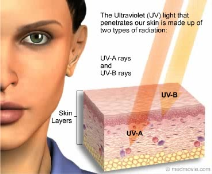 The Ultraviolet (UV) light that
penetrates our skin is made up of
two types of radiation:
UV-A rays
and
UV-B rays
UV-B
Skin
Layers
UV-A